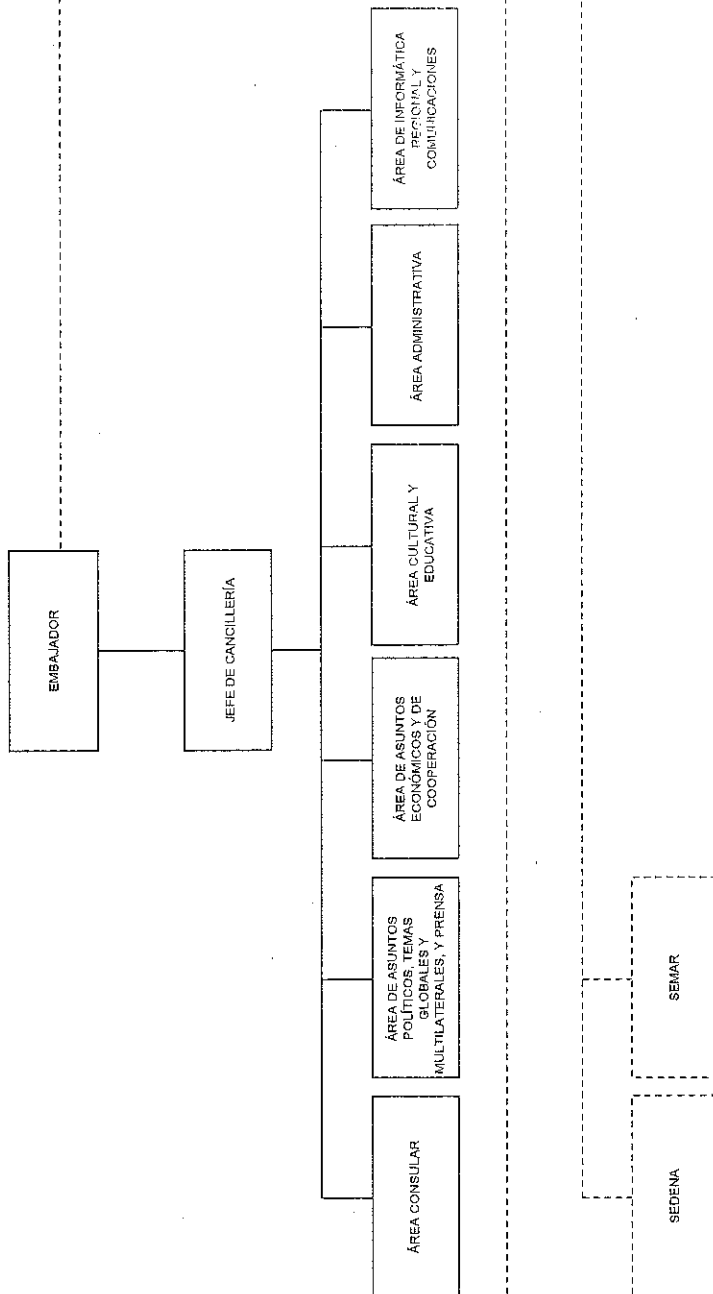 EMBAJADOR
JEFE DE CANCILLERÍA
ÁREA CONSULAR
ÁREA DE ASUNTOS
POLÍTICOS, TEMAS
GLOBALES Y
MULTILATERALES, Y PRENSA
ÁREA DE ASUNTOS
ECONÓMICOS Y DE
COOPERACIÓN
ÁREA CULTURAL Y
EDUCATIVA
ÁREA ADMINISTRATIVA
ÁREA DE INFORMÁTICA
REGIONAL Y
COMUNICACIONES
SEDENA
SEMAR